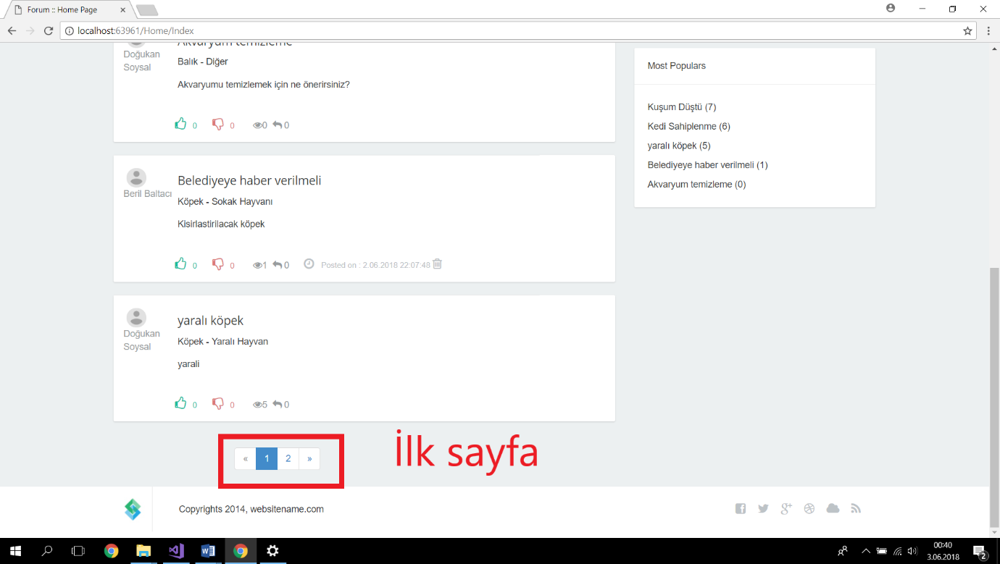 Forum :: Home Page
localhost:63961/Home/Index
Akvaryum temizleme
Doğukan
Soysal
Balık - Diğer
Akvaryumu temizlemek için ne önerirsiniz?
0 0 0 0
Beril Baltacı
Belediyeye haber verilmeli
Köpek - Sokak Hayvanı
Kisirlastirilacak köpek
0 0 1 0 Posted on : 2.06.2018 22:07:48
Doğukan
Soysal
yaralı köpek
Köpek - Yaralı Hayvan
yarali
0 0 5 0
« 1 2 »
İlk sayfa
Most Populars
Kuşum Düştü (7)
Kedi Sahiplenme (6)
yaralı köpek (5)
Belediyeye haber verilmeli (1)
Akvaryum temizleme (0)
Copyrights 2014, websitename.com
00:40
3.06.2018
2